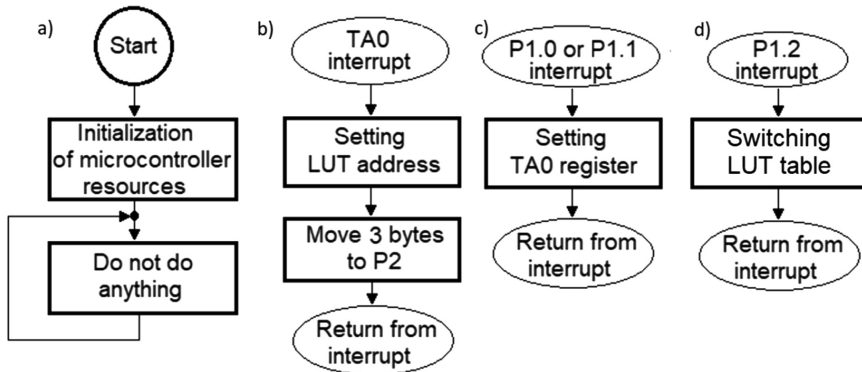 a)
Start
Initialization
of microcontroller
resources
Do not do
anything
b)
TA0
interrupt
Setting
LUT address
Move 3 bytes
to P2
Return from
interrupt
c)
P1.0 or P1.1
interrupt
Setting
TA0 register
Return from
interrupt
d)
P1.2
interrupt
Switching
LUT table
Return from
interrupt